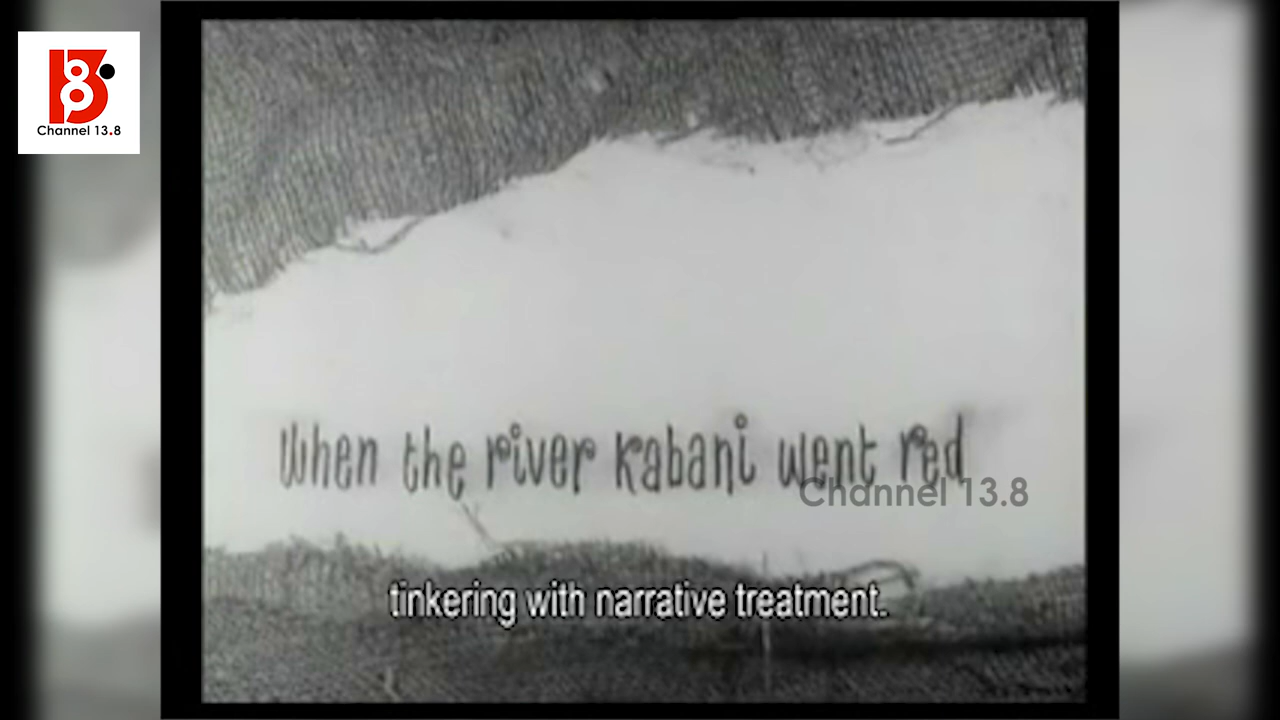 Channel 13.8
When the river Kabani went red
Channel 13.8
tinkering with narrative treatment.